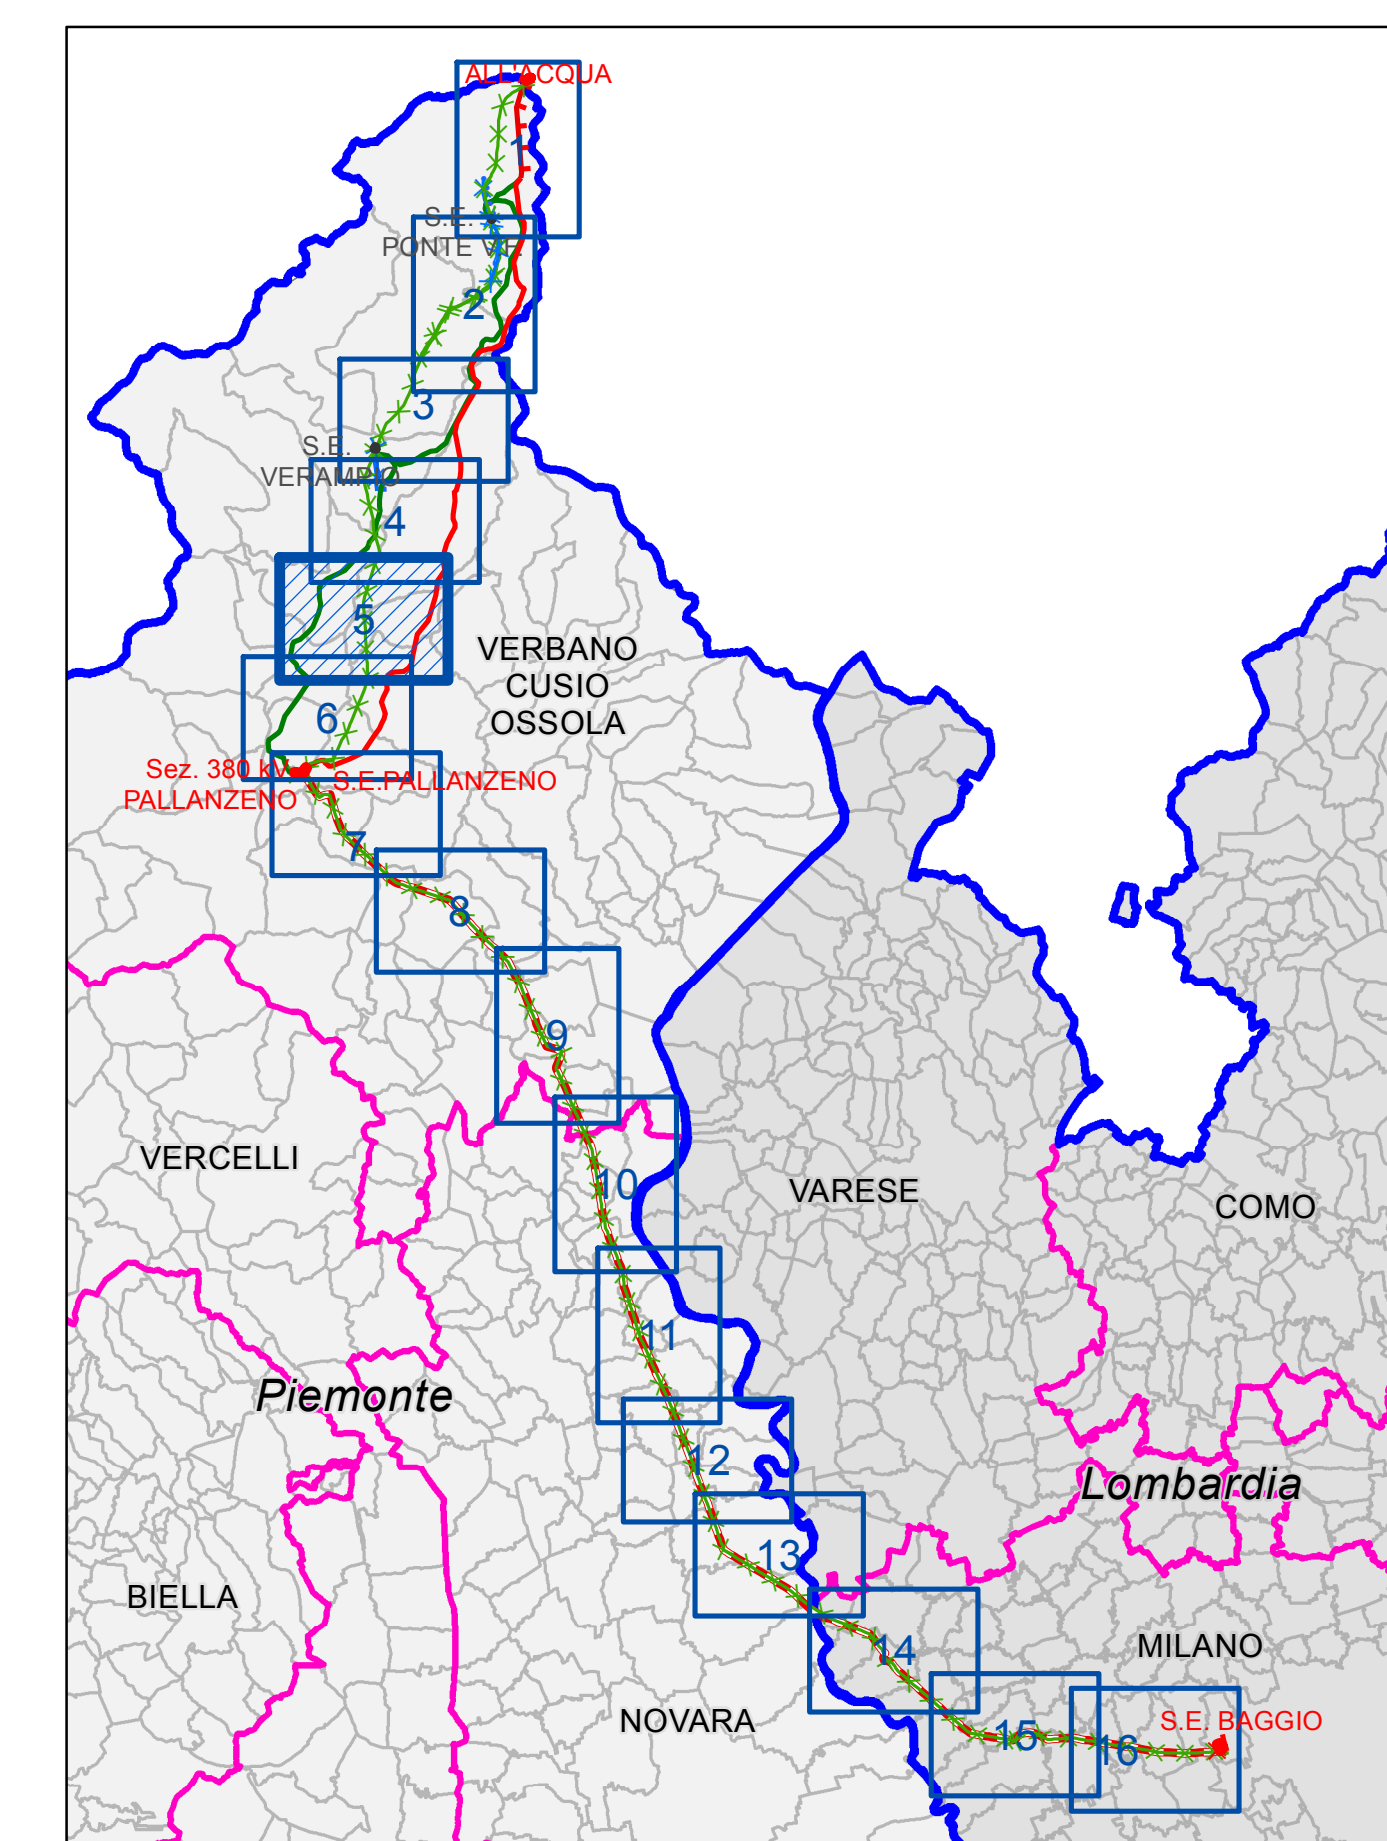 ALL'ACQUA
1
S.E.
PONTE V.F.
2
3
S.E.
VERAMPIO
4
5
VERBANO
CUSIO
OSSOLA
6
Sez. 380 kV
PALLANZENO
S.E.PALLANZENO
7
8
9
VERCELLI
10
VARESE
COMO
11
Piemonte
12
Lombardia
13
BIELLA
14
MILANO
NOVARA
15
16
S.E. BAGGIO